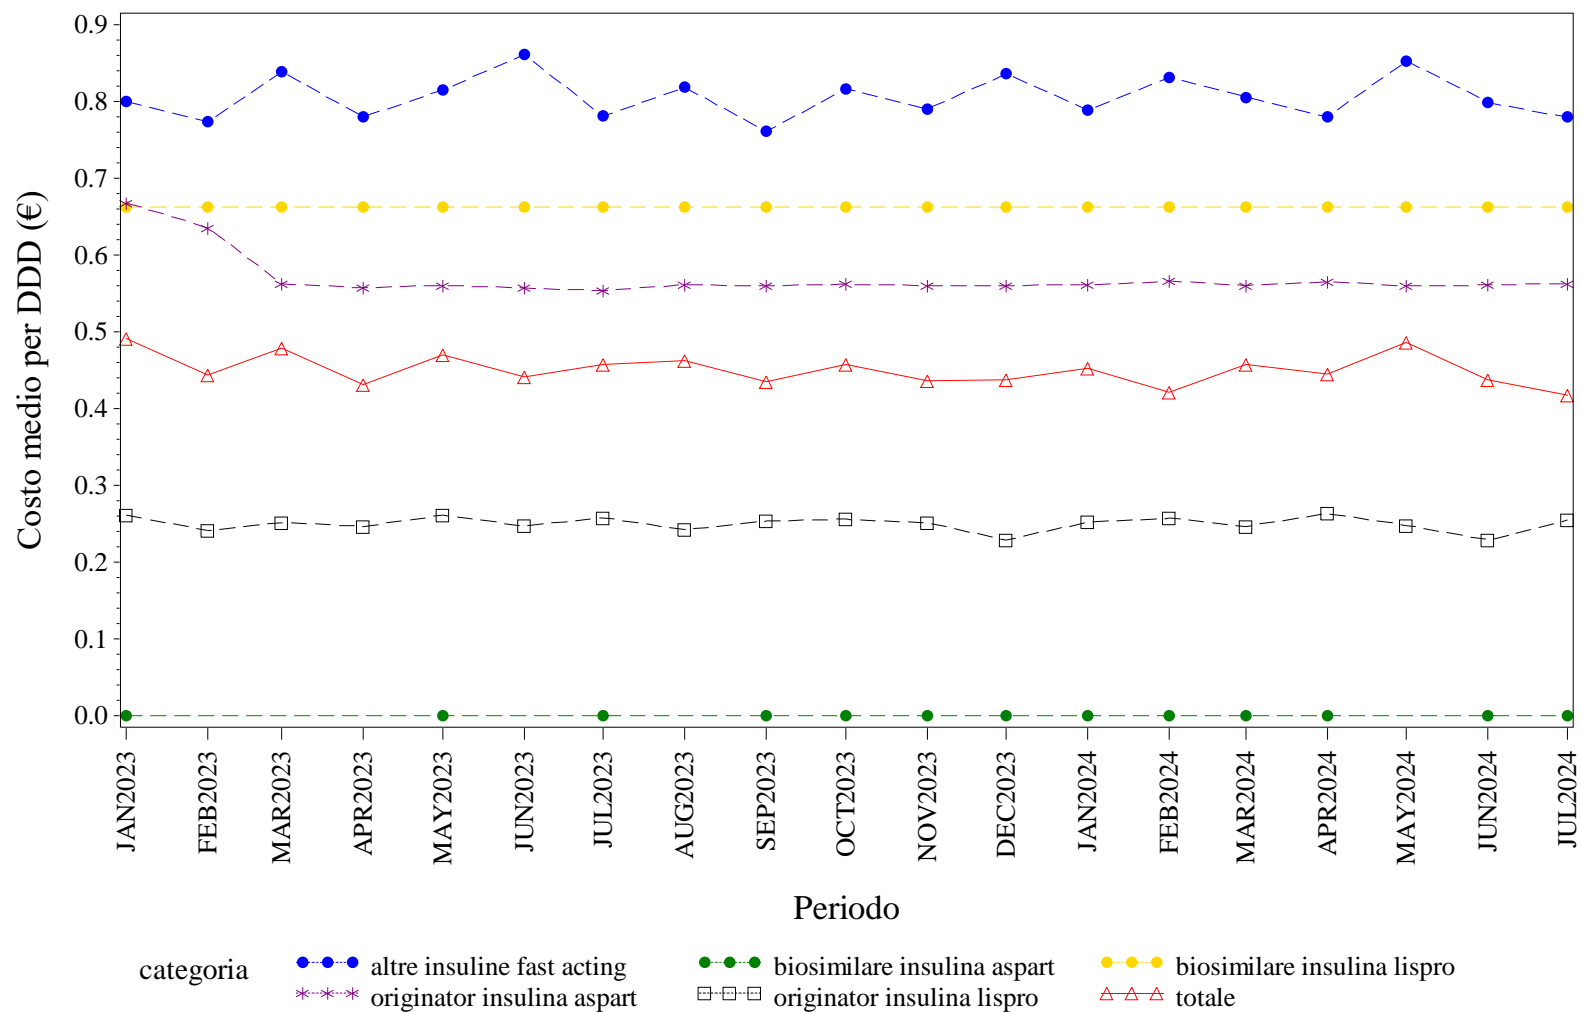 Costo medio per DDD (€)
0.9
0.8
0.7
0.6
0.5
0.4
0.3
0.2
0.1
0.0
JAN2023
FEB2023
MAR2023
APR2023
MAY2023
JUN2023
JUL2023
AUG2023
SEP2023
OCT2023
NOV2023
DEC2023
JAN2024
FEB2024
MAR2024
APR2024
MAY2024
JUN2024
JUL2024
Periodo
categoria
altre insuline fast acting
biosimilare insulina aspart
biosimilare insulina lispro
originator insulina aspart
originator insulina lispro
totale